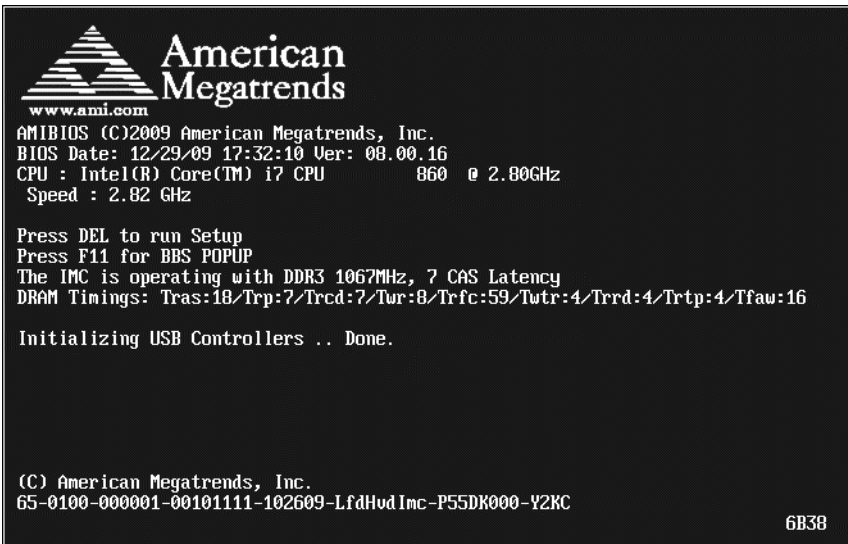 American
Megatrends
www.ami.com
AMIBIOS (C)2009 American Megatrends, Inc.
BIOS Date: 12/29/09 17:32:10 Ver: 08.00.16
CPU : Intel(R) Core(TM) i7 CPU 860 @ 2.80GHz
Speed : 2.82 GHz
Press DEL to run Setup
Press F11 for BBS POPUP
The IMC is operating with DDR3 1067MHz, 7 CAS Latency
DRAM Timings: Tras:18/Trp:7/Trcd:7/Twr:8/Trfc:59/Twtr:4/Trrd:4/Trtp:4/Tfaw:16
Initializing USB Controllers .. Done.
(C) American Megatrends, Inc.
65-0100-000001-00101111-102609-LfdHvdImc-P55DK000-Y2KC
6B38